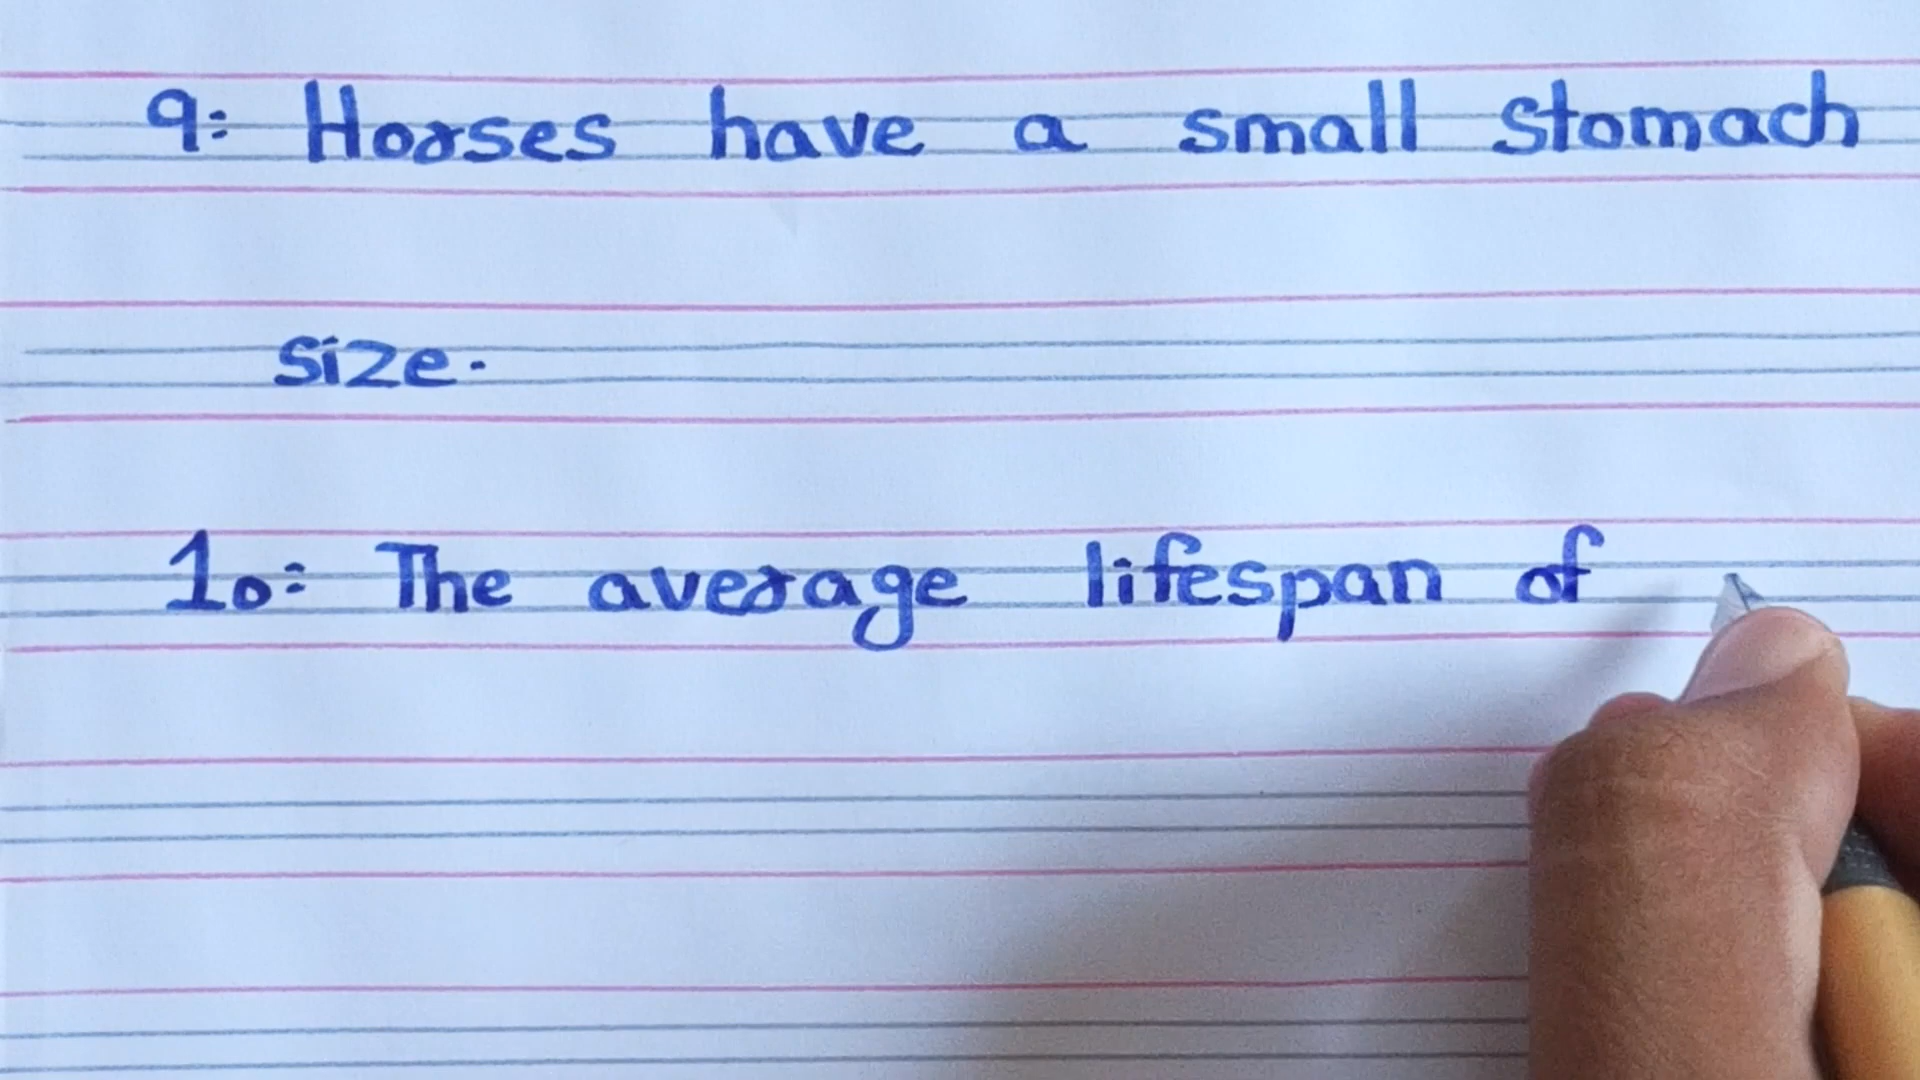 9: Horses have a small stomach
size.
10: The average lifespan of